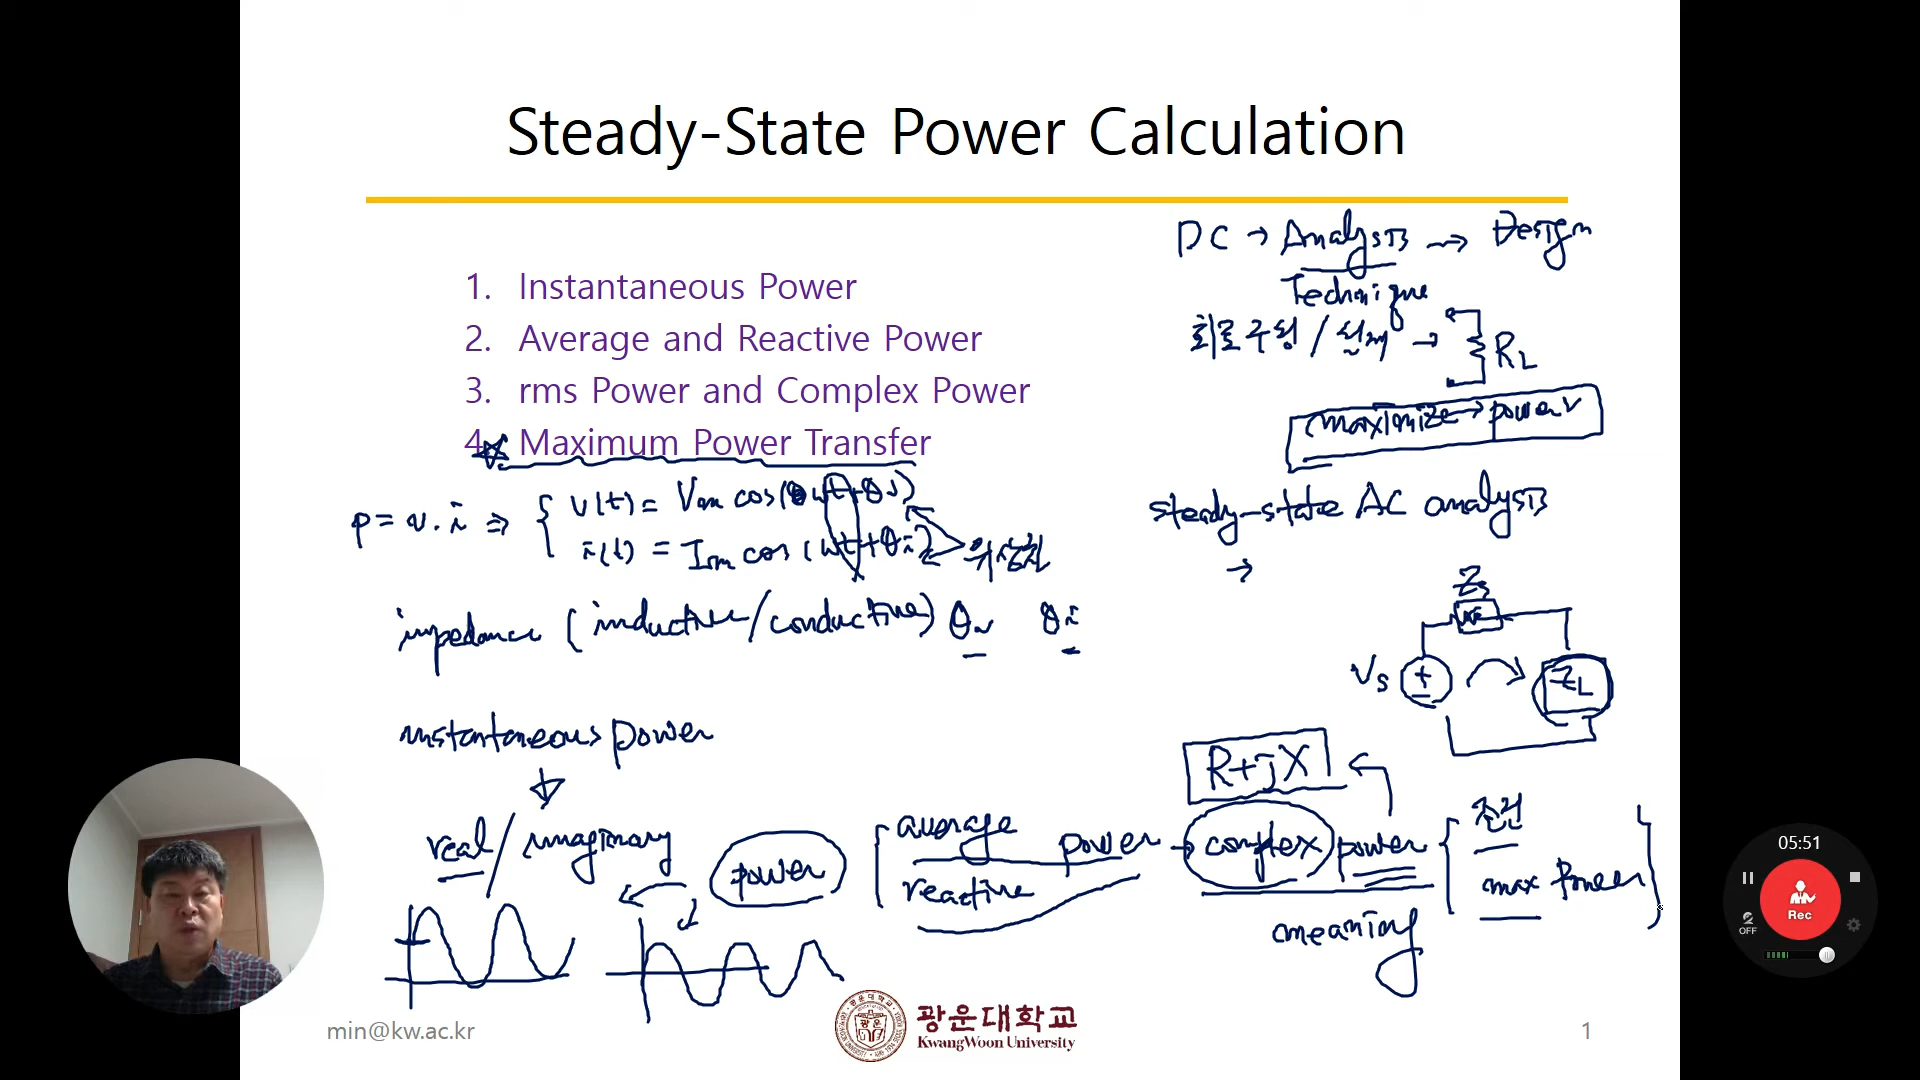 Steady-State Power Calculation
1. Instantaneous Power
2. Average and Reactive Power
3. rms Power and Complex Power
4. Maximum Power Transfer
DC → Analysis → Design
Technique
회로구성 / 설계 → R_L
maximize → power
p = v · i ⇒ { v(t) = Vm cos(ωt+θv)
i(t) = Im cos(ωt+θi)
위상차
steady-state AC analysis
→
impedance (inductive/conductive) θv θi
Zs
Vs + − Z_L
instantaneous power
R+jX
real / imaginary
power
average
reactive
power → complex power
조건
max power
meaning
05:51
Rec
OFF
min@kw.ac.kr
광운대학교
KwangWoon University
1